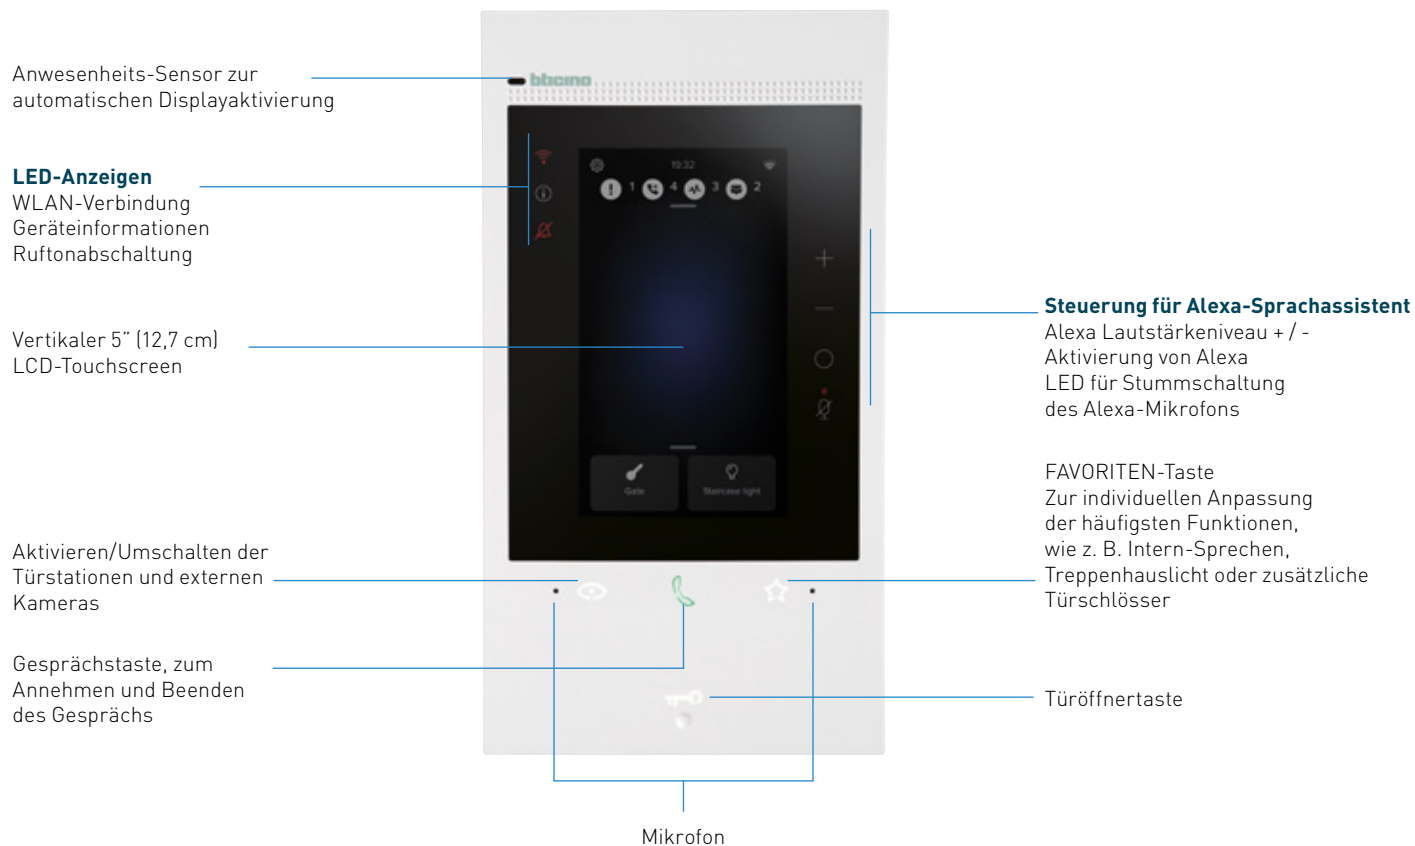 Anwesenheits-Sensor zur
automatischen Displayaktivierung
LED-Anzeigen
WLAN-Verbindung
Geräteinformationen
Ruftonabschaltung
Vertikaler 5” (12,7 cm)
LCD-Touchscreen
Aktivieren/Umschalten der
Türstationen und externen
Kameras
Gesprächstaste, zum
Annehmen und Beenden
des Gesprächs
bticino
19:32
1 4 3 2
Gate
Staircase light
Mikrofon
Steuerung für Alexa-Sprachassistent
Alexa Lautstärkeniveau + / -
Aktivierung von Alexa
LED für Stummschaltung
des Alexa-Mikrofons
FAVORITEN-Taste
Zur individuellen Anpassung
der häufigsten Funktionen,
wie z. B. Intern-Sprechen,
Treppenhauslicht oder zusätzliche
Türschlösser
Türöffnertaste